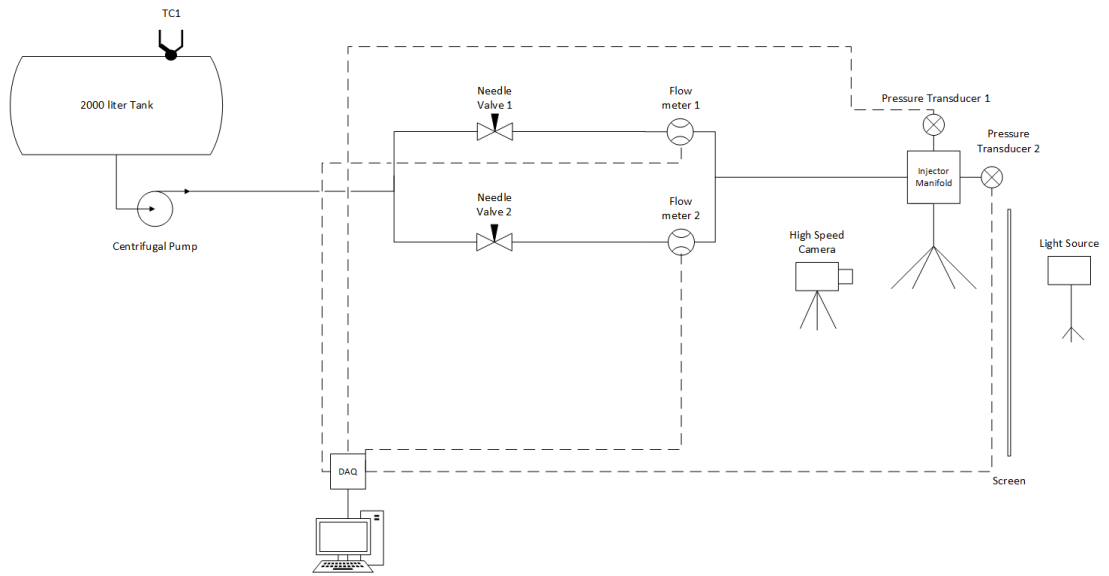 TC1
2000 liter Tank
Centrifugal Pump
Needle
Valve 1
Flow
meter 1
Needle
Valve 2
Flow
meter 2
Pressure Transducer 1
Pressure
Transducer 2
Injector
Manifold
High Speed
Camera
Light Source
Screen
DAQ